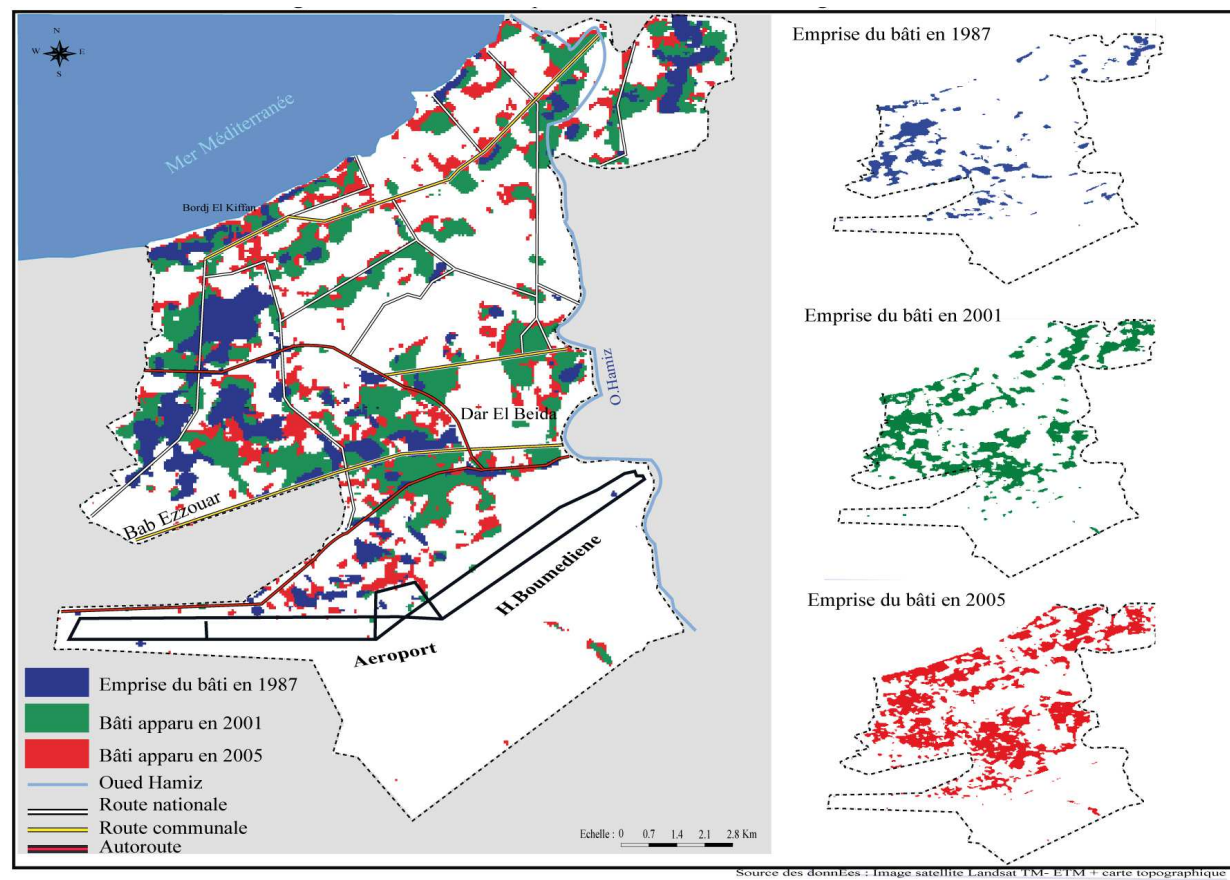 N
W E
S
Mer Méditerranée
Bordj El Kiffan
O.Hamiz
Dar El Beida
Bab Ezzouar
H.Boumediene
Aeroport
Emprise du bâti en 1987
Bâti apparu en 2001
Bâti apparu en 2005
Oued Hamiz
Route nationale
Route communale
Autoroute
Echelle : 0 0.7 1.4 2.1 2.8 Km
Emprise du bâti en 1987
Emprise du bâti en 2001
Emprise du bâti en 2005
Source des donnEes : Image satellite Landsat TM- ETM + carte topographique